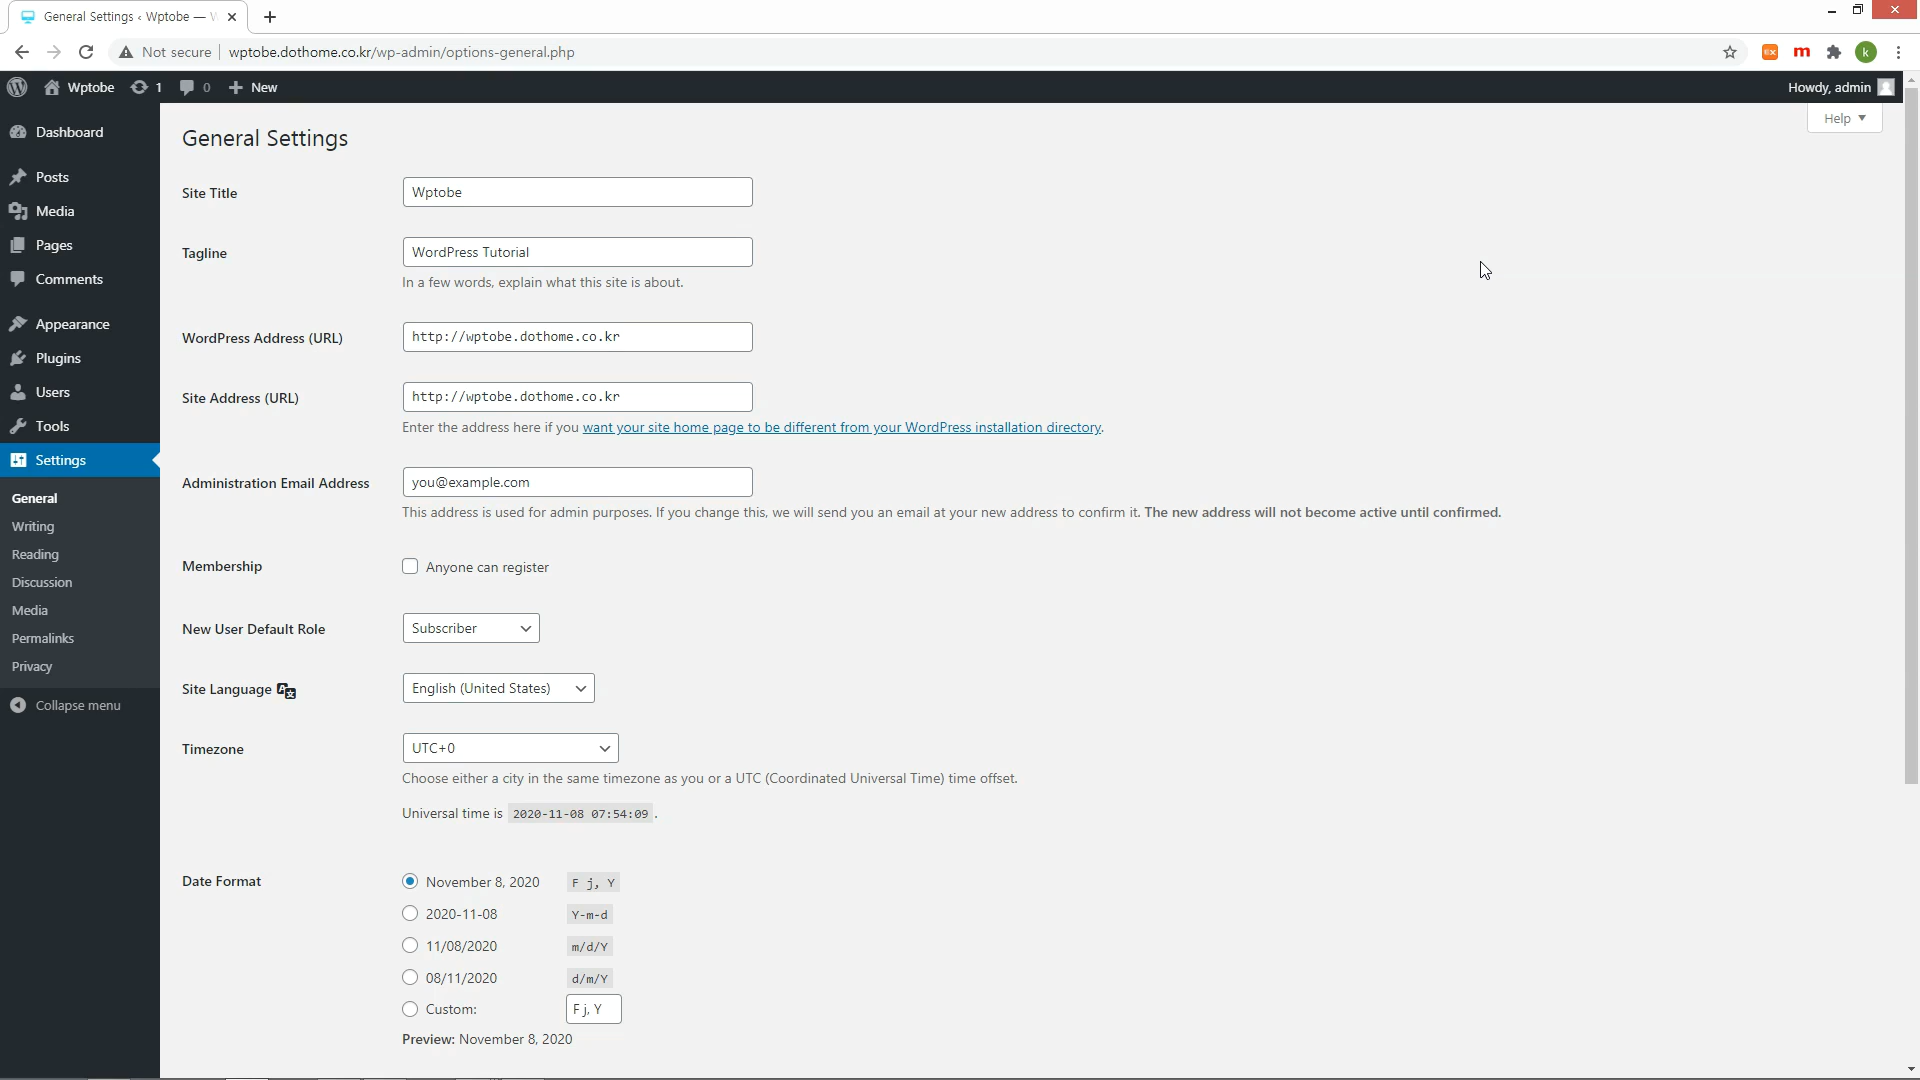 General Settings ‹ Wptobe —
Not secure wptobe.dothome.co.kr/wp-admin/options-general.php
EX m k
Wptobe 1 0 New Howdy, admin
Help
Dashboard
Posts
Media
Pages
Comments
Appearance
Plugins
Users
Tools
Settings
General
Writing
Reading
Discussion
Media
Permalinks
Privacy
Collapse menu
General Settings
Site Title Wptobe
Tagline WordPress Tutorial
In a few words, explain what this site is about.
WordPress Address (URL) http://wptobe.dothome.co.kr
Site Address (URL) http://wptobe.dothome.co.kr
Enter the address here if you want your site home page to be different from your WordPress installation directory.
Administration Email Address you@example.com
This address is used for admin purposes. If you change this, we will send you an email at your new address to confirm it. The new address will not become active until confirmed.
Membership Anyone can register
New User Default Role Subscriber
Site Language English (United States)
Timezone UTC+0
Choose either a city in the same timezone as you or a UTC (Coordinated Universal Time) time offset.
Universal time is 2020-11-08 07:54:09 .
Date Format November 8, 2020 F j, Y
2020-11-08 Y-m-d
11/08/2020 m/d/Y
08/11/2020 d/m/Y
Custom: F j, Y
Preview: November 8, 2020